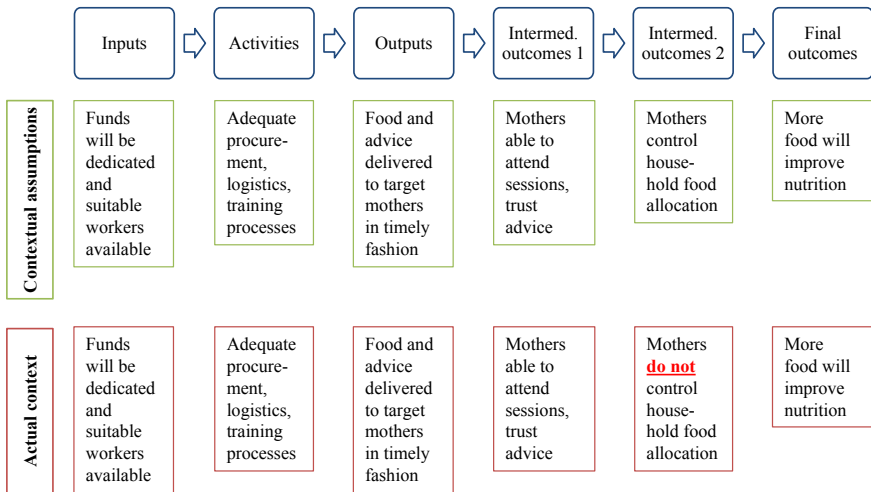 Inputs
Activities
Outputs
Intermed.
outcomes 1
Intermed.
outcomes 2
Final
outcomes
Contextual assumptions
Funds
will be
dedicated
and
suitable
workers
available
Adequate
procure-
ment,
logistics,
training
processes
Food and
advice
delivered
to target
mothers
in timely
fashion
Mothers
able to
attend
sessions,
trust
advice
Mothers
control
house-
hold food
allocation
More
food will
improve
nutrition
Actual context
Funds
will be
dedicated
and
suitable
workers
available
Adequate
procure-
ment,
logistics,
training
processes
Food and
advice
delivered
to target
mothers
in timely
fashion
Mothers
able to
attend
sessions,
trust
advice
Mothers
do not
control
house-
hold food
allocation
More
food will
improve
nutrition